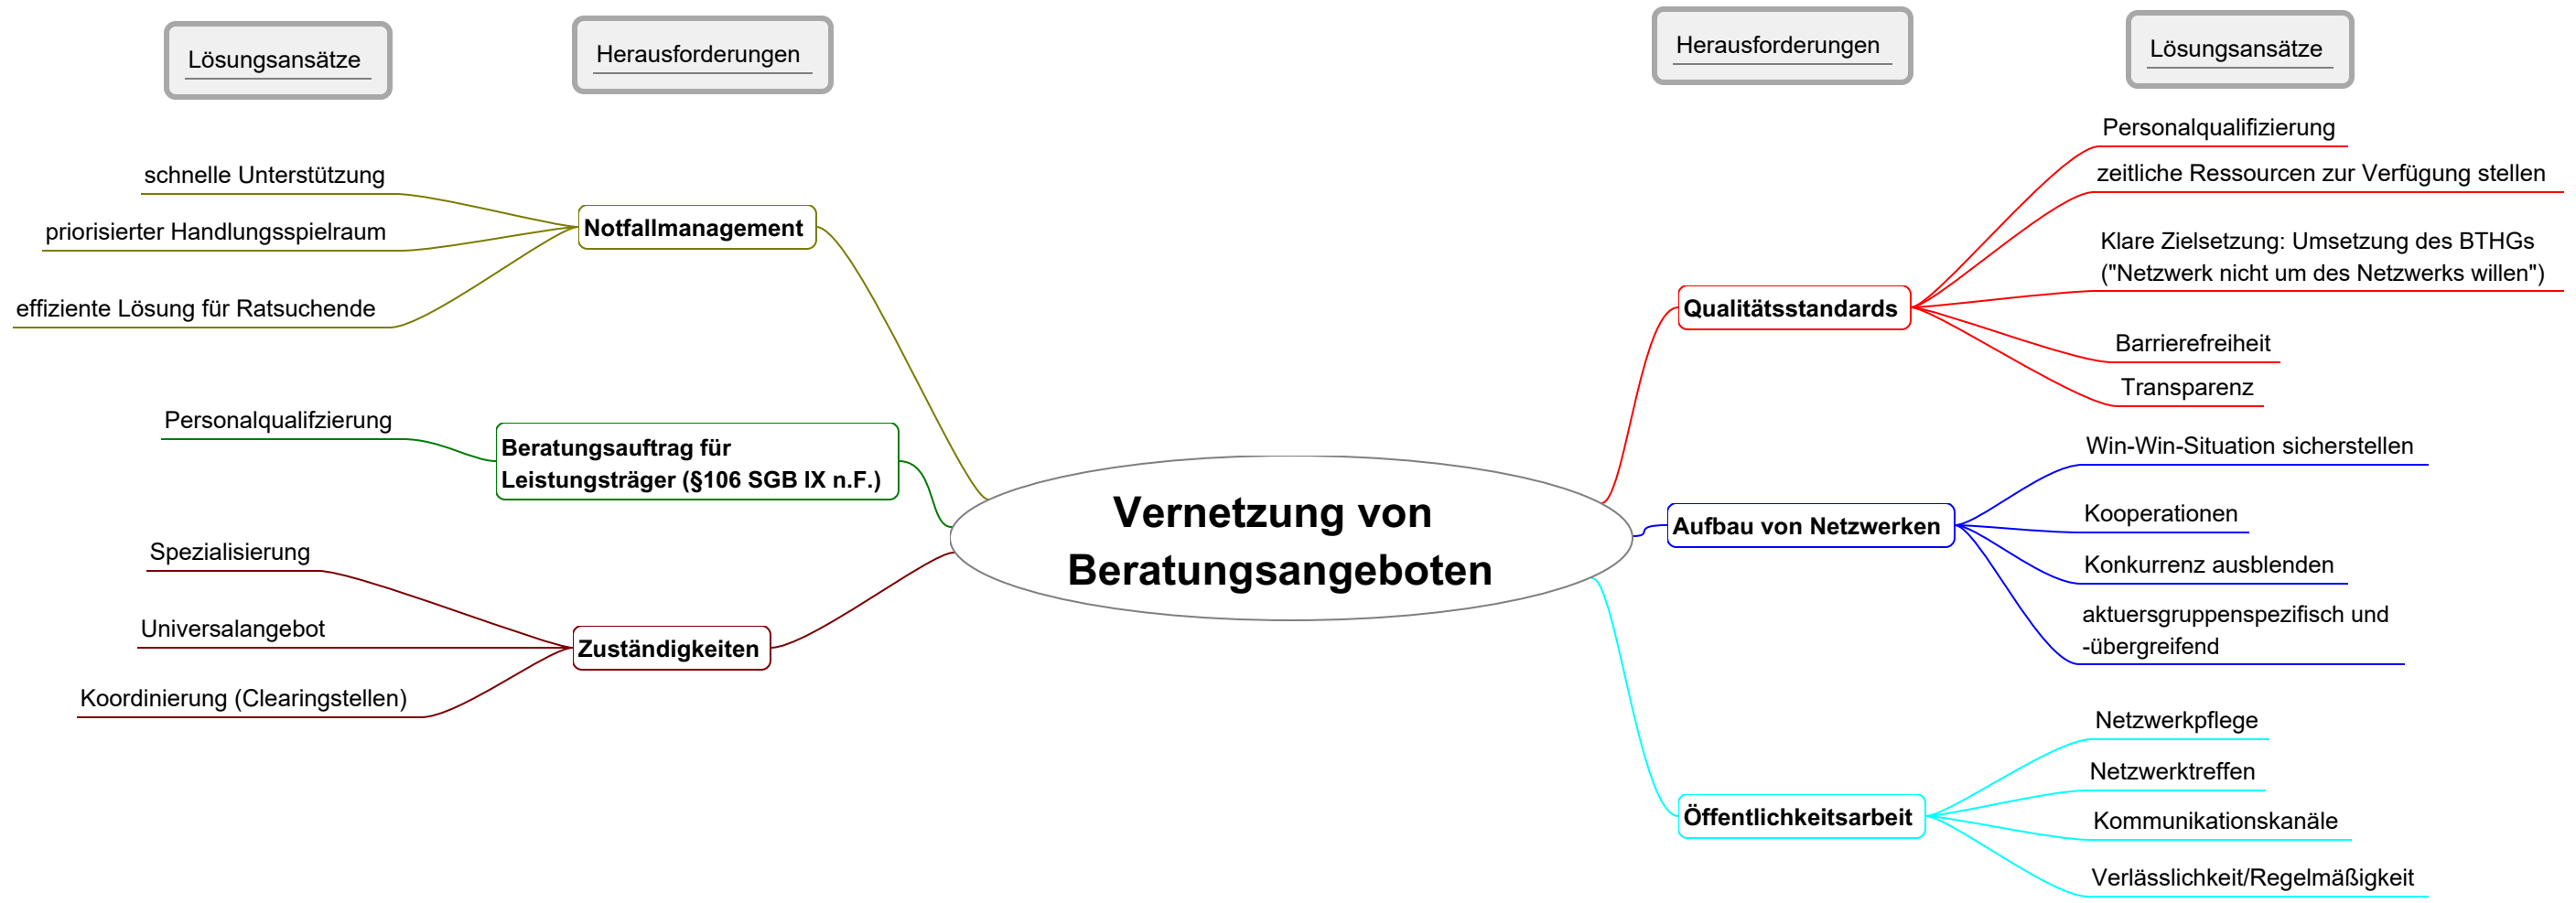 Lösungsansätze
Herausforderungen
Herausforderungen
Lösungsansätze
schnelle Unterstützung
priorisierter Handlungsspielraum
effiziente Lösung für Ratsuchende
Notfallmanagement
Personalqualifzierung
Beratungsauftrag für
Leistungsträger (§106 SGB IX n.F.)
Spezialisierung
Universalangebot
Koordinierung (Clearingstellen)
Zuständigkeiten
Vernetzung von
Beratungsangeboten
Qualitätsstandards
Personalqualifizierung
zeitliche Ressourcen zur Verfügung stellen
Klare Zielsetzung: Umsetzung des BTHGs
("Netzwerk nicht um des Netzwerks willen")
Barrierefreiheit
Transparenz
Aufbau von Netzwerken
Win-Win-Situation sicherstellen
Kooperationen
Konkurrenz ausblenden
aktuersgruppenspezifisch und
-übergreifend
Öffentlichkeitsarbeit
Netzwerkpflege
Netzwerktreffen
Kommunikationskanäle
Verlässlichkeit/Regelmäßigkeit